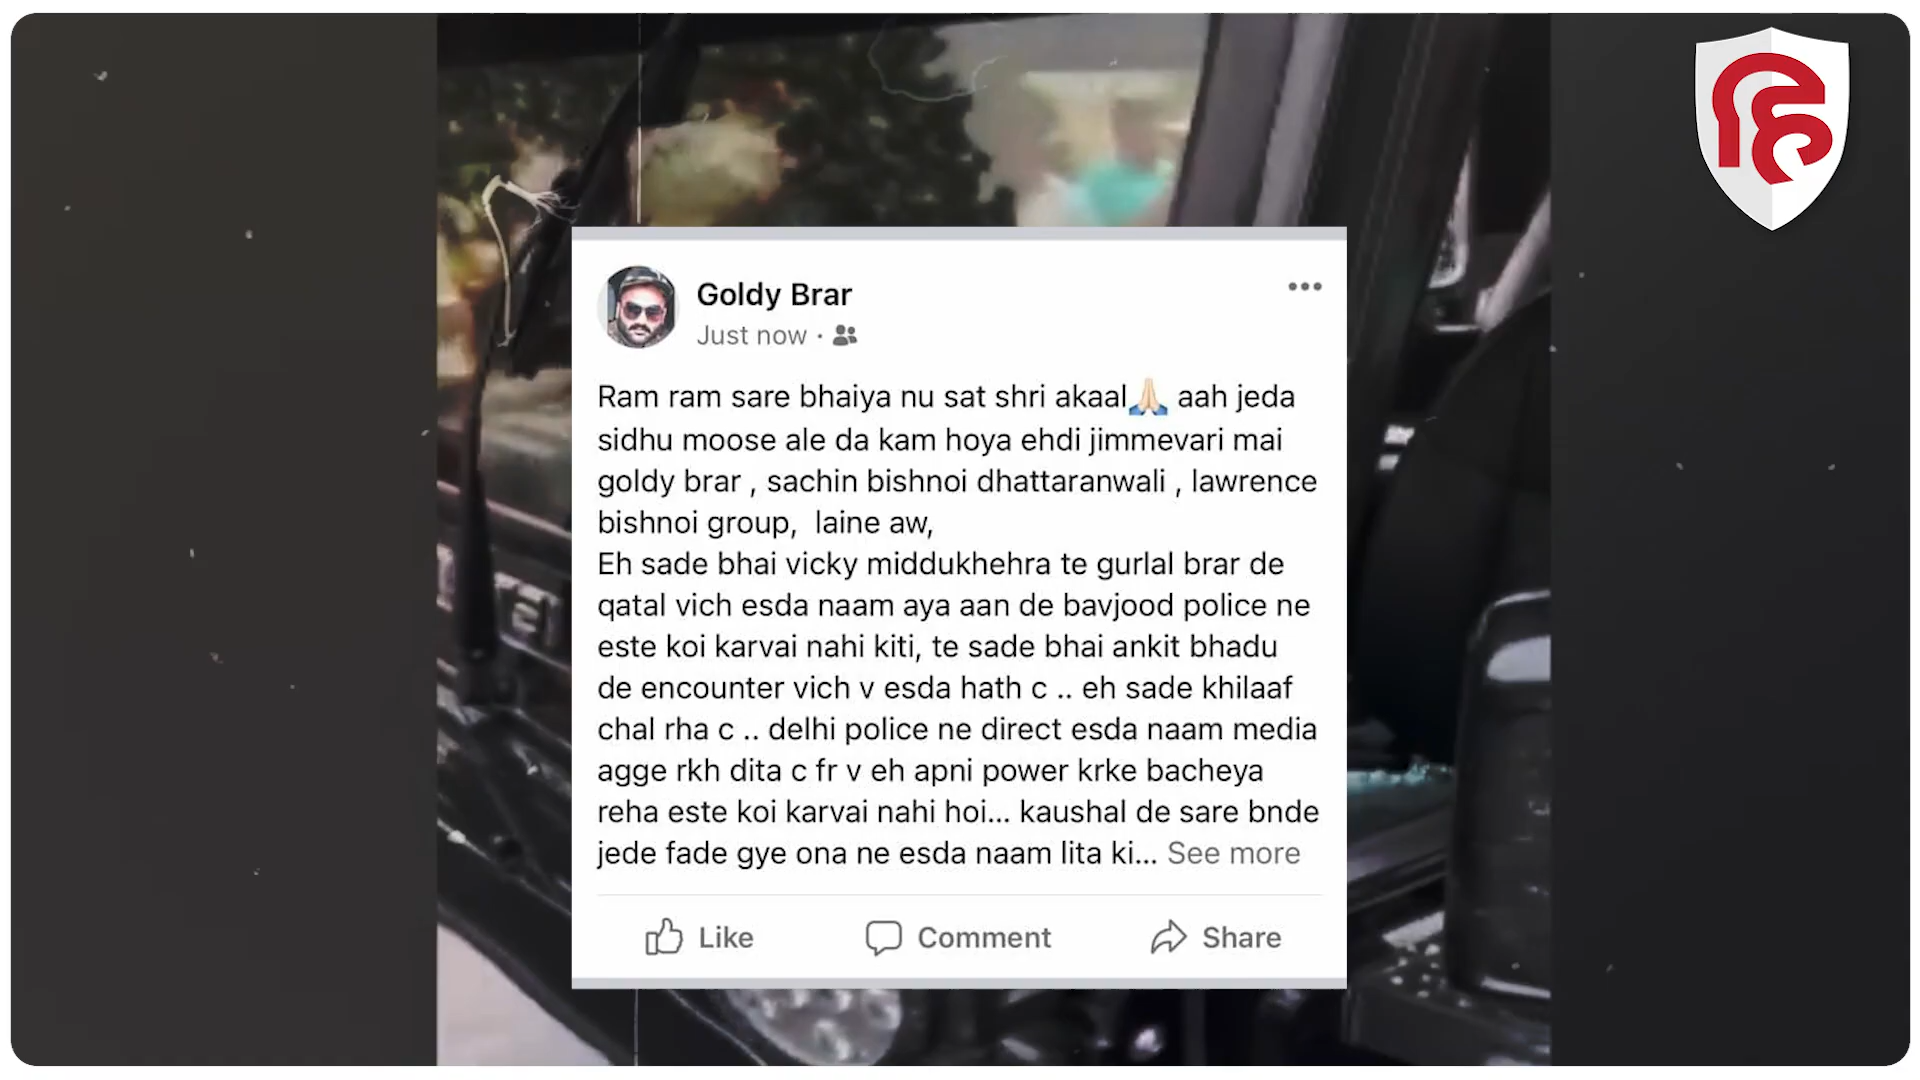 Goldy Brar
Just now ·
Ram ram sare bhaiya nu sat shri akaal🙏🏻 aah jeda
sidhu moose ale da kam hoya ehdi jimmevari mai
goldy brar , sachin bishnoi dhattaranwali , lawrence
bishnoi group, laine aw,
Eh sade bhai vicky middukhehra te gurlal brar de
qatal vich esda naam aya aan de bavjood police ne
este koi karvai nahi kiti, te sade bhai ankit bhadu
de encounter vich v esda hath c .. eh sade khilaaf
chal rha c .. delhi police ne direct esda naam media
agge rkh dita c fr v eh apni power krke bacheya
reha este koi karvai nahi hoi... kaushal de sare bnde
jede fade gye ona ne esda naam lita ki... See more
Like Comment Share